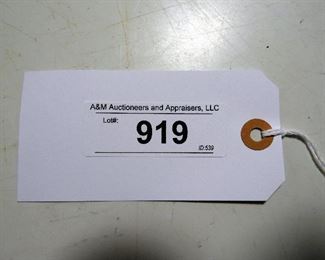 A&M Auctioneers and Appraisers, LLC
Lot#:
919
ID:539